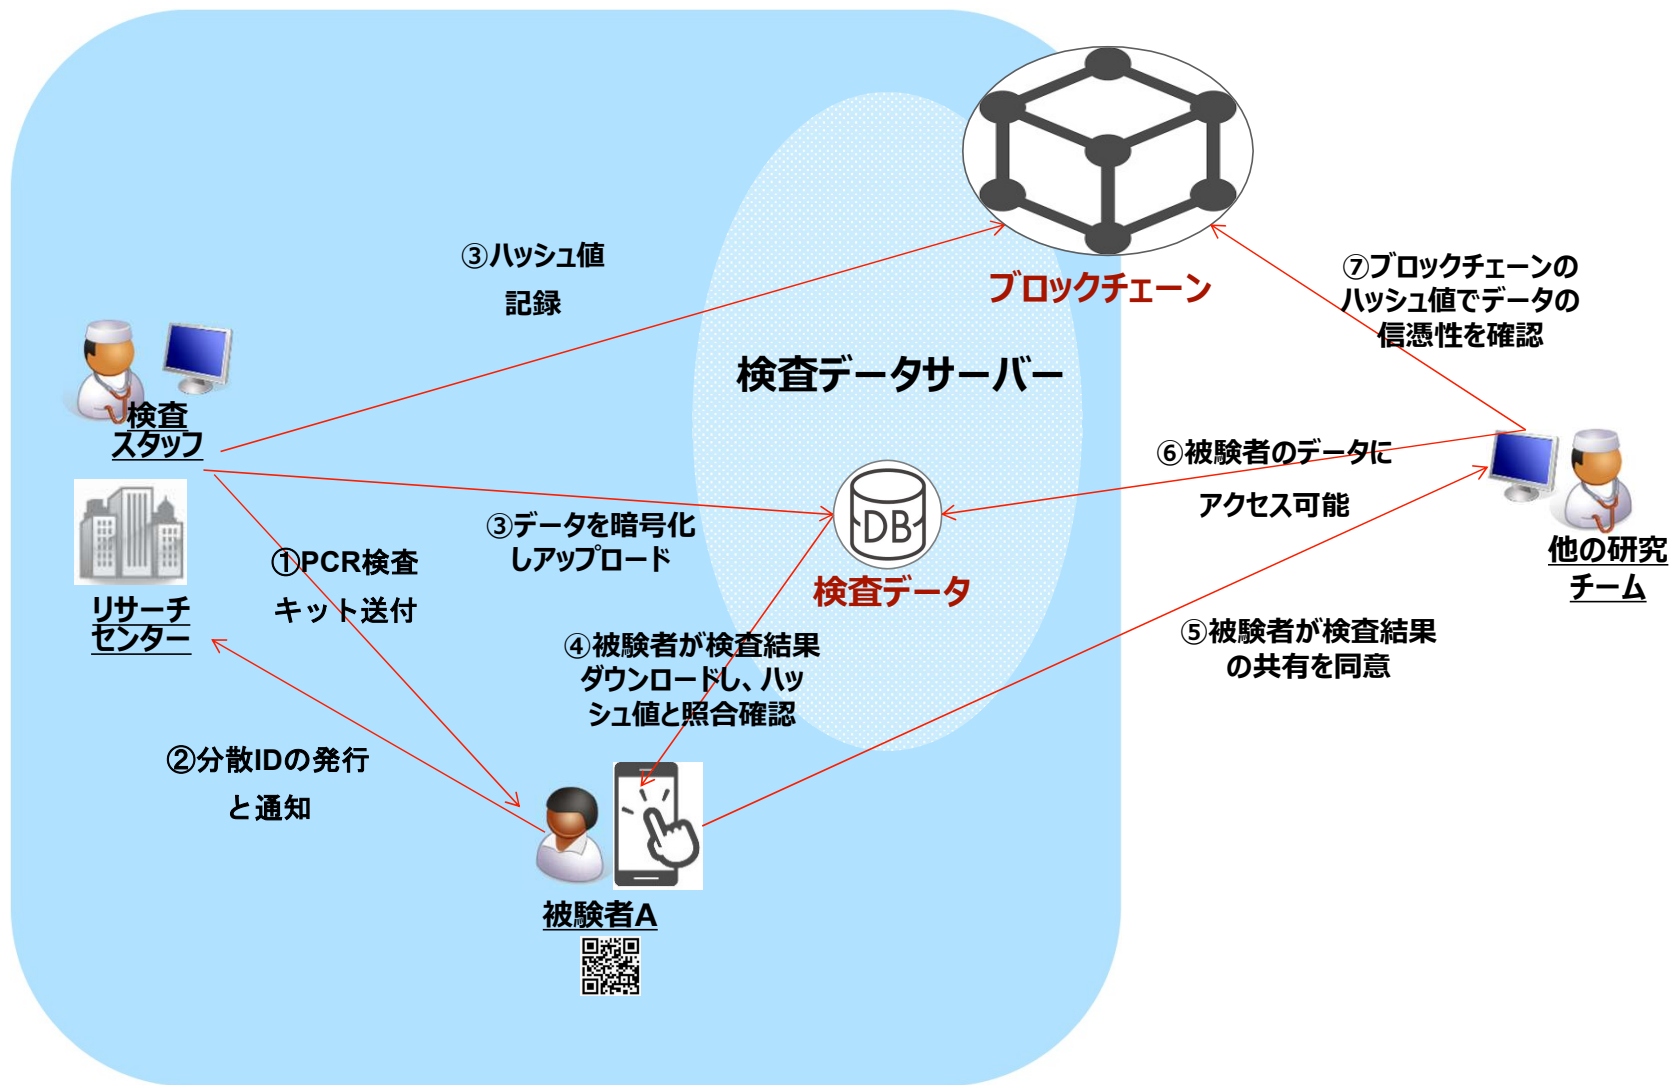 ③ハッシュ値
記録
ブロックチェーン
⑦ブロックチェーンの
ハッシュ値でデータの
信憑性を確認
検査データサーバー
検査
スタッフ
⑥被験者のデータに
アクセス可能
DB
③データを暗号化
しアップロード
検査データ
①PCR検査
キット送付
他の研究
チーム
リサーチ
センター
④被験者が検査結果
ダウンロードし、ハッ
シュ値と照合確認
⑤被験者が検査結果
の共有を同意
②分散IDの発行
と通知
被験者A